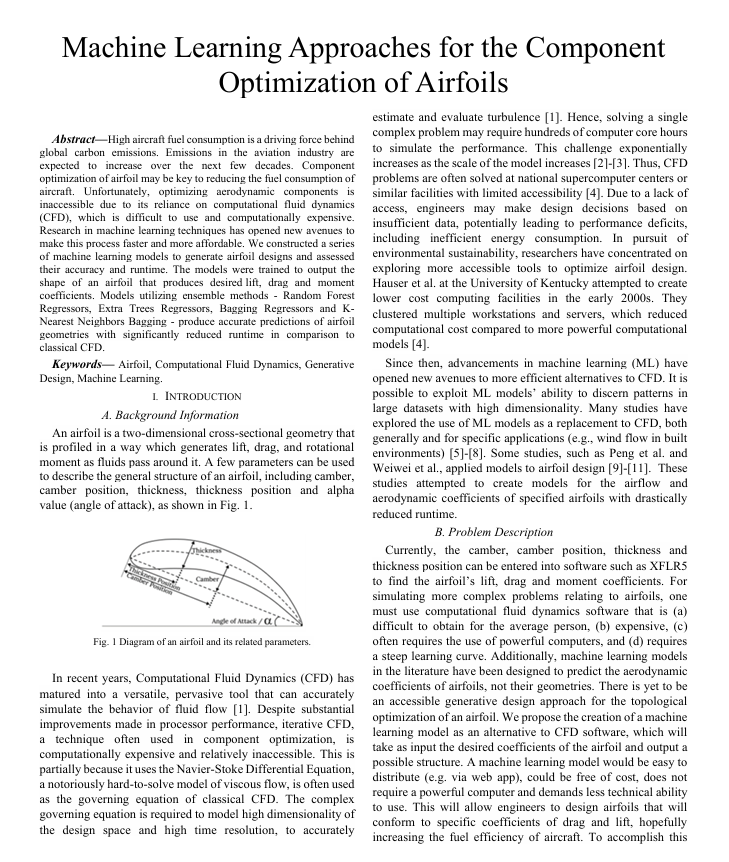 Machine Learning Approaches for the Component
Optimization of Airfoils
Abstract—High aircraft fuel consumption is a driving force behind
global carbon emissions. Emissions in the aviation industry are
expected to increase over the next few decades. Component
optimization of airfoil may be key to reducing the fuel consumption of
aircraft. Unfortunately, optimizing aerodynamic components is
inaccessible due to its reliance on computational fluid dynamics
(CFD), which is difficult to use and computationally expensive.
Research in machine learning techniques has opened new avenues to
make this process faster and more affordable. We constructed a series
of machine learning models to generate airfoil designs and assessed
their accuracy and runtime. The models were trained to output the
shape of an airfoil that produces desired lift, drag and moment
coefficients. Models utilizing ensemble methods - Random Forest
Regressors, Extra Trees Regressors, Bagging Regressors and K-
Nearest Neighbors Bagging - produce accurate predictions of airfoil
geometries with significantly reduced runtime in comparison to
classical CFD.
Keywords— Airfoil, Computational Fluid Dynamics, Generative
Design, Machine Learning.
I. INTRODUCTION
A. Background Information
An airfoil is a two-dimensional cross-sectional geometry that
is profiled in a way which generates lift, drag, and rotational
moment as fluids pass around it. A few parameters can be used
to describe the general structure of an airfoil, including camber,
camber position, thickness, thickness position and alpha
value (angle of attack), as shown in Fig. 1.
Thickness
Thickness Position
Camber
Camber Position
Angle of Attack / α
Fig. 1 Diagram of an airfoil and its related parameters.
In recent years, Computational Fluid Dynamics (CFD) has
matured into a versatile, pervasive tool that can accurately
simulate the behavior of fluid flow [1]. Despite substantial
improvements made in processor performance, iterative CFD,
a technique often used in component optimization, is
computationally expensive and relatively inaccessible. This is
partially because it uses the Navier-Stoke Differential Equation,
a notoriously hard-to-solve model of viscous flow, is often used
as the governing equation of classical CFD. The complex
governing equation is required to model high dimensionality of
the design space and high time resolution, to accurately
estimate and evaluate turbulence [1]. Hence, solving a single
complex problem may require hundreds of computer core hours
to simulate the performance. This challenge exponentially
increases as the scale of the model increases [2]-[3]. Thus, CFD
problems are often solved at national supercomputer centers or
similar facilities with limited accessibility [4]. Due to a lack of
access, engineers may make design decisions based on
insufficient data, potentially leading to performance deficits,
including inefficient energy consumption. In pursuit of
environmental sustainability, researchers have concentrated on
exploring more accessible tools to optimize airfoil design.
Hauser et al. at the University of Kentucky attempted to create
lower cost computing facilities in the early 2000s. They
clustered multiple workstations and servers, which reduced
computational cost compared to more powerful computational
models [4].
Since then, advancements in machine learning (ML) have
opened new avenues to more efficient alternatives to CFD. It is
possible to exploit ML models’ ability to discern patterns in
large datasets with high dimensionality. Many studies have
explored the use of ML models as a replacement to CFD, both
generally and for specific applications (e.g., wind flow in built
environments) [5]-[8]. Some studies, such as Peng et al. and
Weiwei et al., applied models to airfoil design [9]-[11]. These
studies attempted to create models for the airflow and
aerodynamic coefficients of specified airfoils with drastically
reduced runtime.
B. Problem Description
Currently, the camber, camber position, thickness and
thickness position can be entered into software such as XFLR5
to find the airfoil’s lift, drag and moment coefficients. For
simulating more complex problems relating to airfoils, one
must use computational fluid dynamics software that is (a)
difficult to obtain for the average person, (b) expensive, (c)
often requires the use of powerful computers, and (d) requires
a steep learning curve. Additionally, machine learning models
in the literature have been designed to predict the aerodynamic
coefficients of airfoils, not their geometries. There is yet to be
an accessible generative design approach for the topological
optimization of an airfoil. We propose the creation of a machine
learning model as an alternative to CFD software, which will
take as input the desired coefficients of the airfoil and output a
possible structure. A machine learning model would be easy to
distribute (e.g. via web app), could be free of cost, does not
require a powerful computer and demands less technical ability
to use. This will allow engineers to design airfoils that will
conform to specific coefficients of drag and lift, hopefully
increasing the fuel efficiency of aircraft. To accomplish this